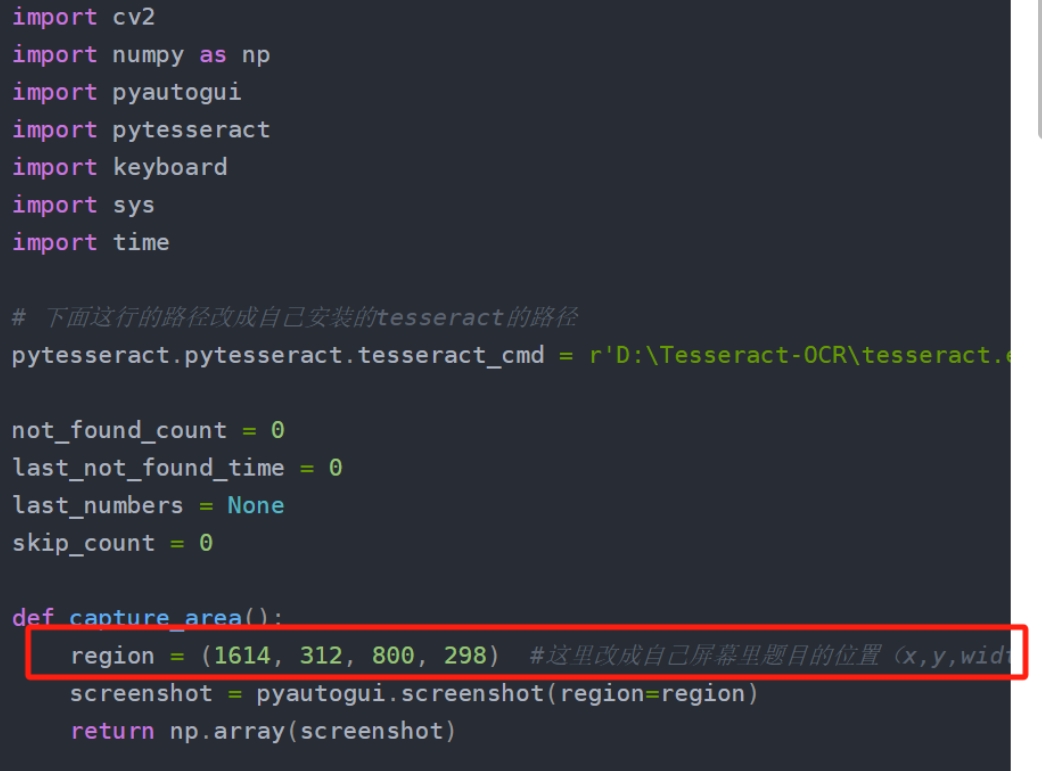 import cv2
import numpy as np
import pyautogui
import pytesseract
import keyboard
import sys
import time
# 下面这行的路径改成自己安装的tesseract的路径
pytesseract.pytesseract.tesseract_cmd = r'D:\Tesseract-OCR\tesseract.e
not_found_count = 0
last_not_found_time = 0
last_numbers = None
skip_count = 0
def capture_area():
    region = (1614, 312, 800, 298)  #这里改成自己屏幕里题目的位置（x,y,widt
    screenshot = pyautogui.screenshot(region=region)
    return np.array(screenshot)